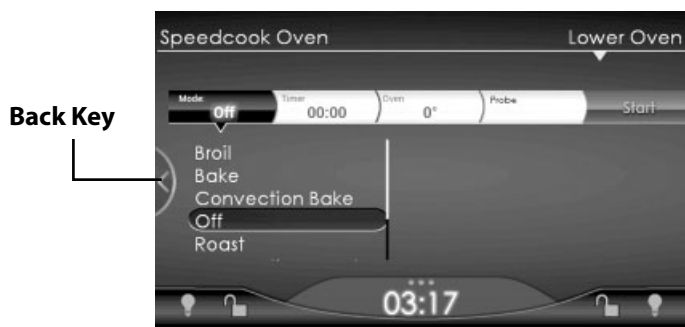 Speedcook Oven Lower Oven
Mode Timer Oven Probe
Off 00:00 0° Start
Back Key
Broil
Bake
Convection Bake
Off
Roast
03:17